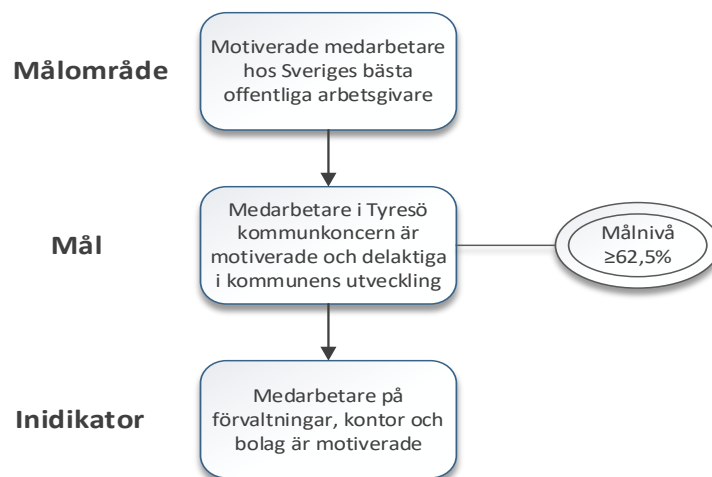 Målområde
Motiverade medarbetare
hos Sveriges bästa
offentliga arbetsgivare
Mål
Medarbetare i Tyresö
kommunkoncern är
motiverade och delaktiga
i kommunens utveckling
Målnivå
≥62,5%
Inidikator
Medarbetare på
förvaltningar, kontor och
bolag är motiverade